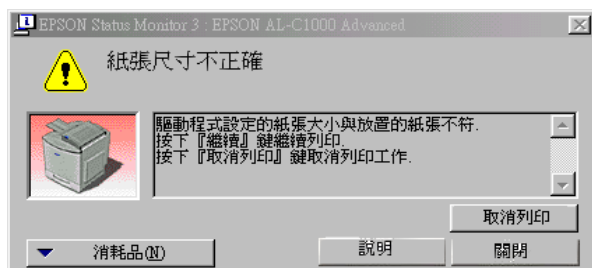 EPSON Status Monitor 3 : EPSON AL-C1000 Advanced
紙張尺寸不正確
驅動程式設定的紙張大小與放置的紙張不符.
按下『繼續』鍵繼續列印.
按下『取消列印』鍵取消列印工作.
取消列印
消耗品(N)
說明
關閉